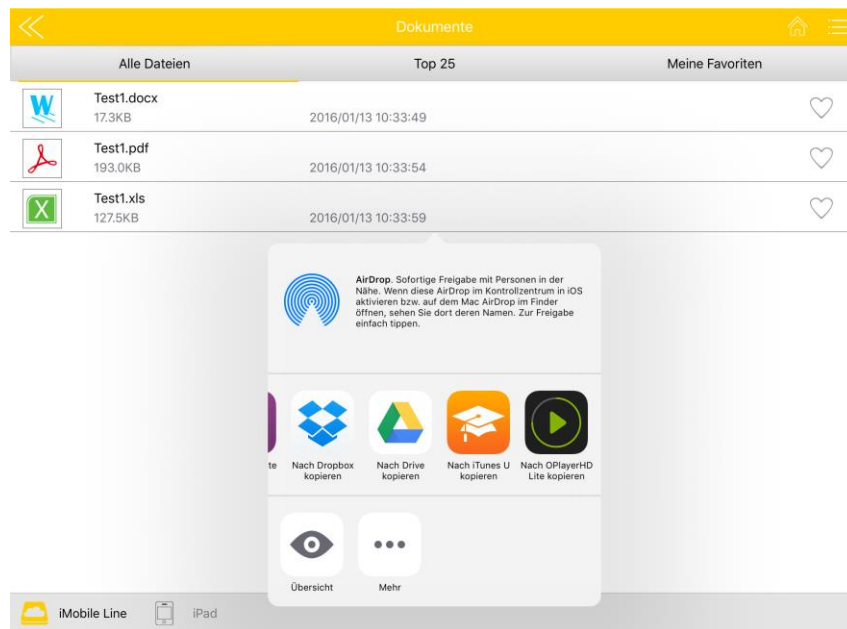 Dokumente
Alle Dateien
Top 25
Meine Favoriten
Test1.docx
17.3KB
2016/01/13 10:33:49
Test1.pdf
193.0KB
2016/01/13 10:33:54
Test1.xls
127.5KB
2016/01/13 10:33:59
AirDrop. Sofortige Freigabe mit Personen in der
Nähe. Wenn diese AirDrop im Kontrollzentrum in iOS
aktivieren bzw. auf dem Mac AirDrop im Finder
öffnen, sehen Sie dort deren Namen. Zur Freigabe
einfach tippen.
te
Nach Dropbox
kopieren
Nach Drive
kopieren
Nach iTunes U
kopieren
Nach OPlayerHD
Lite kopieren
Übersicht
Mehr
iMobile Line
iPad